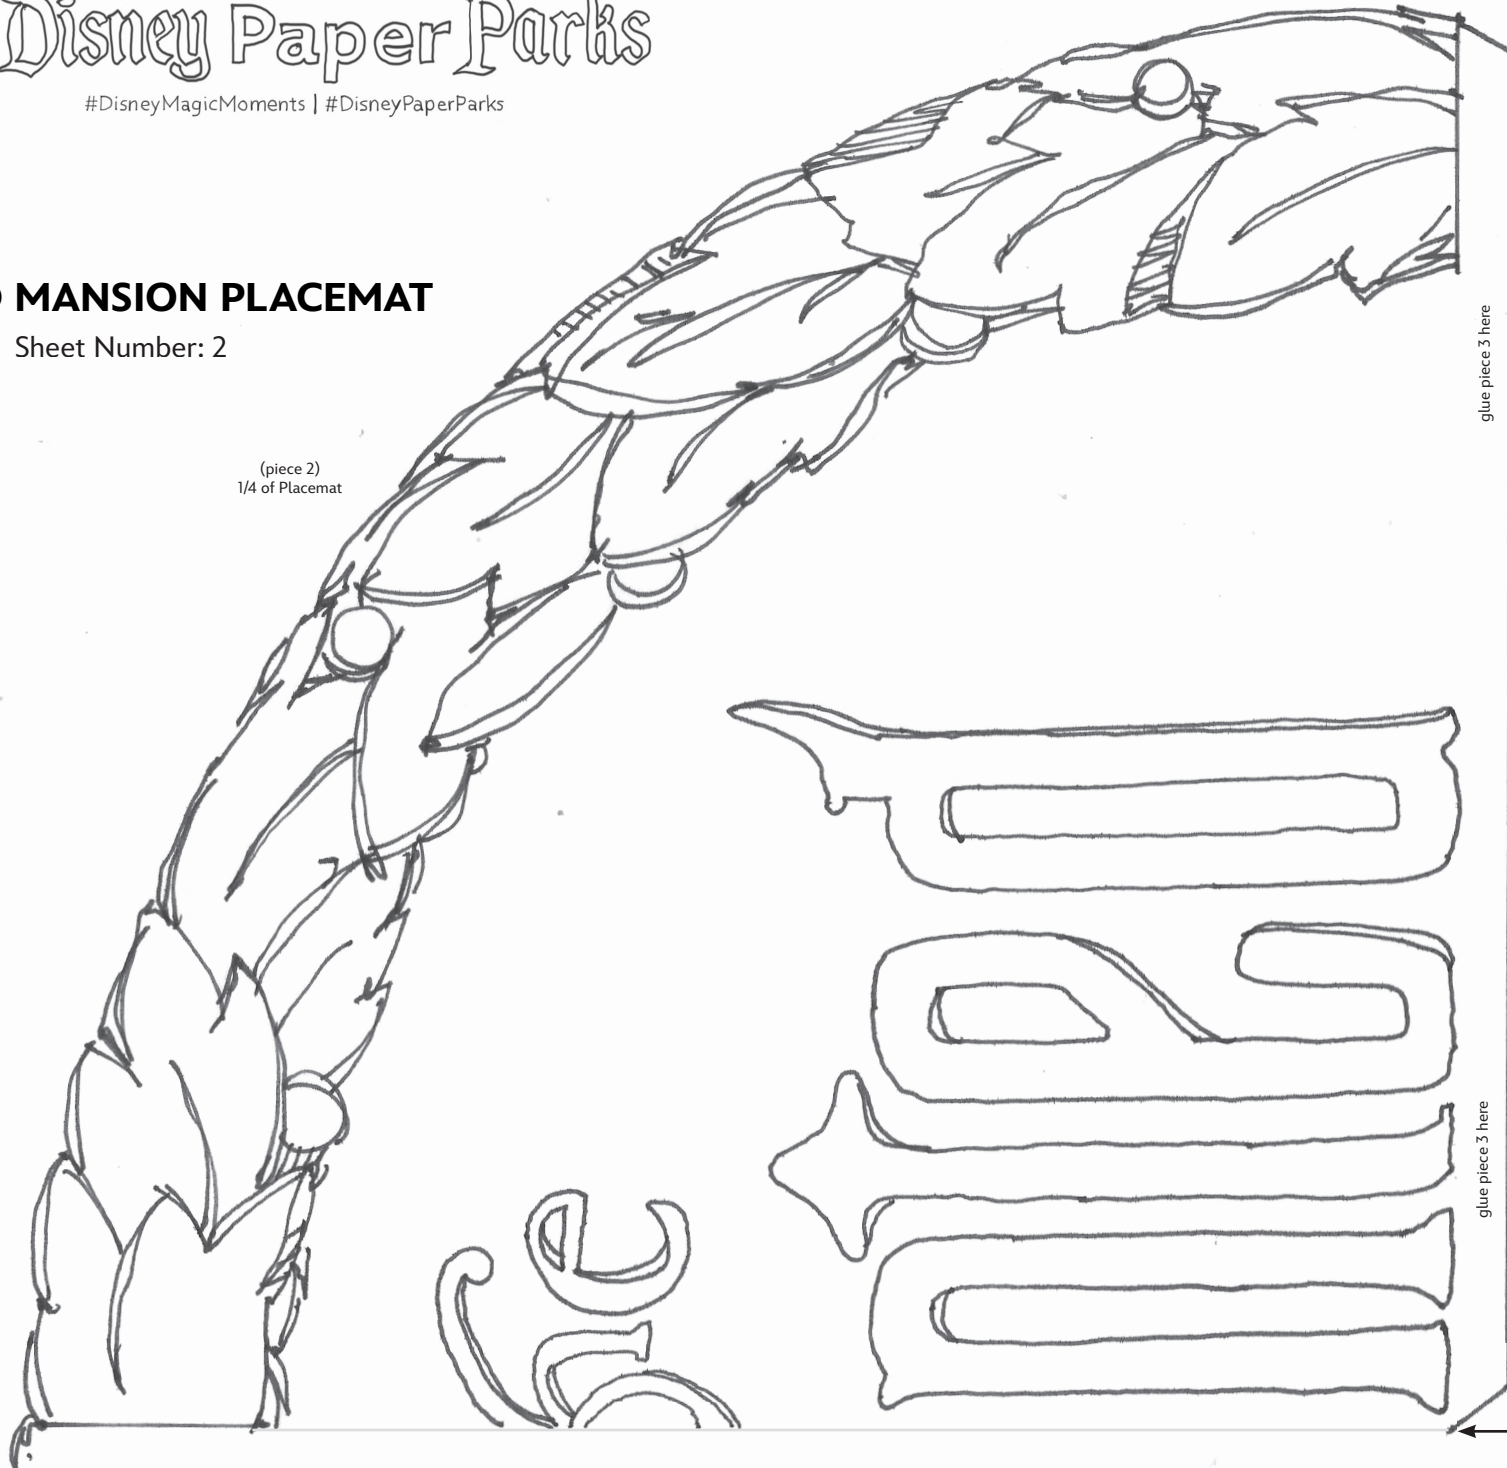 Disney Paper Parks
#DisneyMagicMoments | #DisneyPaperParks
MANSION PLACEMAT
Sheet Number: 2
(piece 2)
1/4 of Placemat
glue piece 3 here
nted
glue piece 3 here